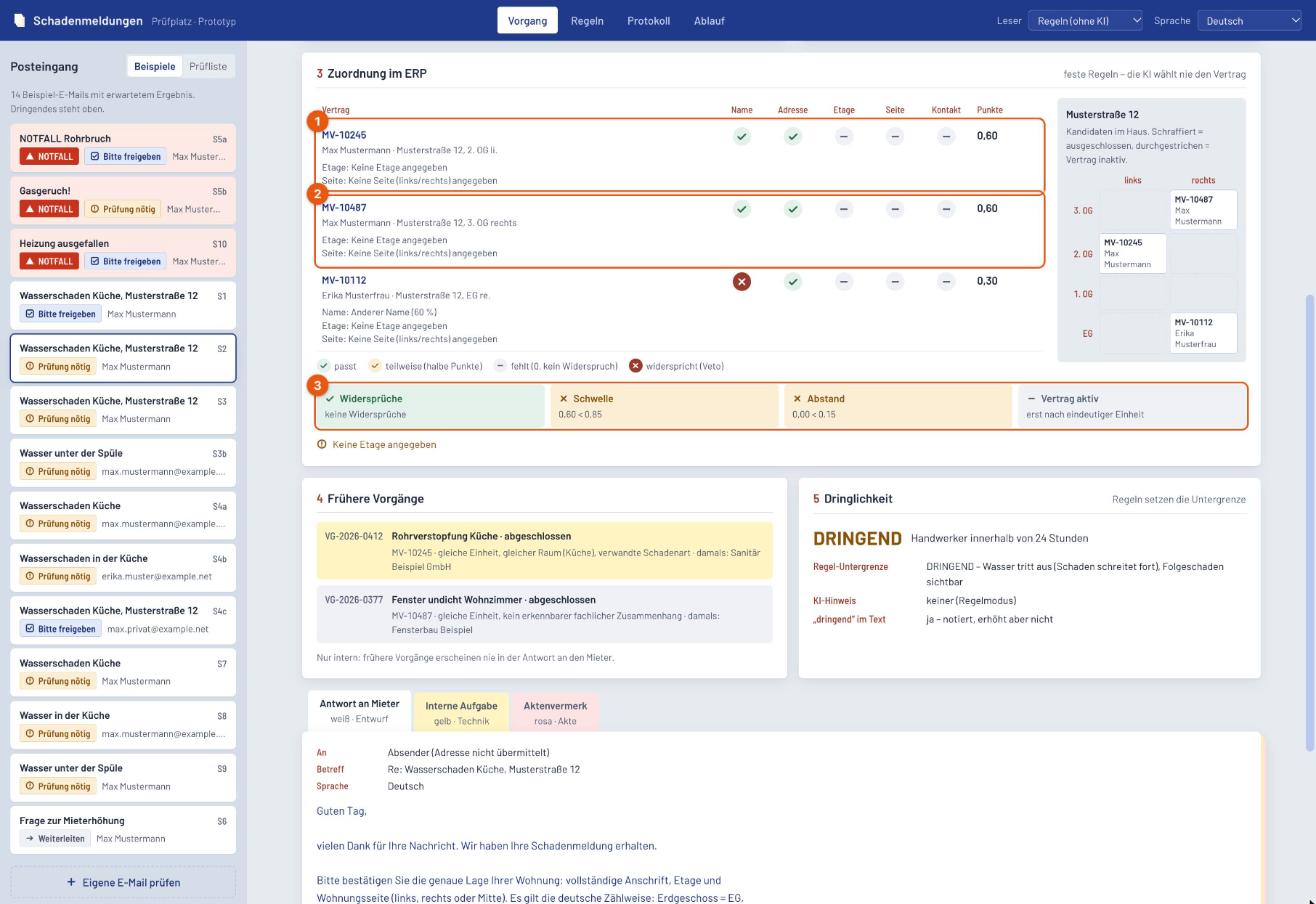 Schadenmeldungen Prüfplatz · Prototyp
Vorgang Regeln Protokoll Ablauf
Leser Regeln (ohne KI) Sprache Deutsch
Posteingang Beispiele Prüfliste
14 Beispiel-E-Mails mit erwartetem Ergebnis.
Dringendes steht oben.
NOTFALL Rohrbruch S5a
NOTFALL Bitte freigeben Max Muster...
Gasgeruch! S5b
NOTFALL Prüfung nötig Max Muster...
Heizung ausgefallen S10
NOTFALL Bitte freigeben Max Muster...
Wasserschaden Küche, Musterstraße 12 S1
Bitte freigeben Max Mustermann
Wasserschaden Küche, Musterstraße 12 S2
Prüfung nötig Max Mustermann
Wasserschaden Küche, Musterstraße 12 S3
Prüfung nötig Max Mustermann
Wasser unter der Spüle S3b
Prüfung nötig max.mustermann@example....
Wasserschaden Küche S4a
Prüfung nötig max.mustermann@example....
Wasserschaden in der Küche S4b
Prüfung nötig erika.muster@example.net
Wasserschaden Küche, Musterstraße 12 S4c
Bitte freigeben max.privat@example.net
Wasserschaden Küche S7
Prüfung nötig Max Mustermann
Wasser in der Küche S8
Prüfung nötig max.mustermann@example....
Wasser unter der Spüle S9
Prüfung nötig Max Mustermann
Frage zur Mieterhöhung S6
→ Weiterleiten Max Mustermann
+ Eigene E-Mail prüfen
3 Zuordnung im ERP feste Regeln – die KI wählt nie den Vertrag
Vertrag Name Adresse Etage Seite Kontakt Punkte
1
MV-10245 ✓ ✓ – – – 0,60
Max Mustermann · Musterstraße 12, 2. OG li.
Etage: Keine Etage angegeben
Seite: Keine Seite (links/rechts) angegeben
2
MV-10487 ✓ ✓ – – – 0,60
Max Mustermann · Musterstraße 12, 3. OG rechts
Etage: Keine Etage angegeben
Seite: Keine Seite (links/rechts) angegeben
MV-10112 ✕ ✓ – – – 0,30
Erika Musterfrau · Musterstraße 12, EG re.
Name: Anderer Name (60 %)
Etage: Keine Etage angegeben
Seite: Keine Seite (links/rechts) angegeben
✓ passt ✓ teilweise (halbe Punkte) – fehlt (0, kein Widerspruch) ✕ widerspricht (Veto)
Musterstraße 12
Kandidaten im Haus. Schraffiert =
ausgeschlossen, durchgestrichen =
Vertrag inaktiv.
links rechts
3. OG
MV-10487
Max
Mustermann
2. OG
MV-10245
Max
Mustermann
1. OG
EG
MV-10112
Erika
Musterfrau
3
✓ Widersprüche
keine Widersprüche
✕ Schwelle
0,60 < 0,85
✕ Abstand
0,00 < 0,15
– Vertrag aktiv
erst nach eindeutiger Einheit
Keine Etage angegeben
4 Frühere Vorgänge
VG-2026-0412 Rohrverstopfung Küche · abgeschlossen
MV-10245 · gleiche Einheit, gleicher Raum (Küche), verwandte Schadenart · damals: Sanitär
Beispiel GmbH
VG-2026-0377 Fenster undicht Wohnzimmer · abgeschlossen
MV-10487 · gleiche Einheit, kein erkennbarer fachlicher Zusammenhang · damals:
Fensterbau Beispiel
Nur intern: frühere Vorgänge erscheinen nie in der Antwort an den Mieter.
5 Dringlichkeit Regeln setzen die Untergrenze
DRINGEND Handwerker innerhalb von 24 Stunden
Regel-Untergrenze DRINGEND – Wasser tritt aus (Schaden schreitet fort), Folgeschaden
sichtbar
KI-Hinweis keiner (Regelmodus)
„dringend" im Text ja – notiert, erhöht aber nicht
Antwort an Mieter
weiß · Entwurf
Interne Aufgabe
gelb · Technik
Aktenvermerk
rosa · Akte
An Absender (Adresse nicht übermittelt)
Betreff Re: Wasserschaden Küche, Musterstraße 12
Sprache Deutsch
Guten Tag,
vielen Dank für Ihre Nachricht. Wir haben Ihre Schadenmeldung erhalten.
Bitte bestätigen Sie die genaue Lage Ihrer Wohnung: vollständige Anschrift, Etage und
Wohnungsseite (links, rechts oder Mitte). Es gilt die deutsche Zählweise: Erdgeschoss = EG,